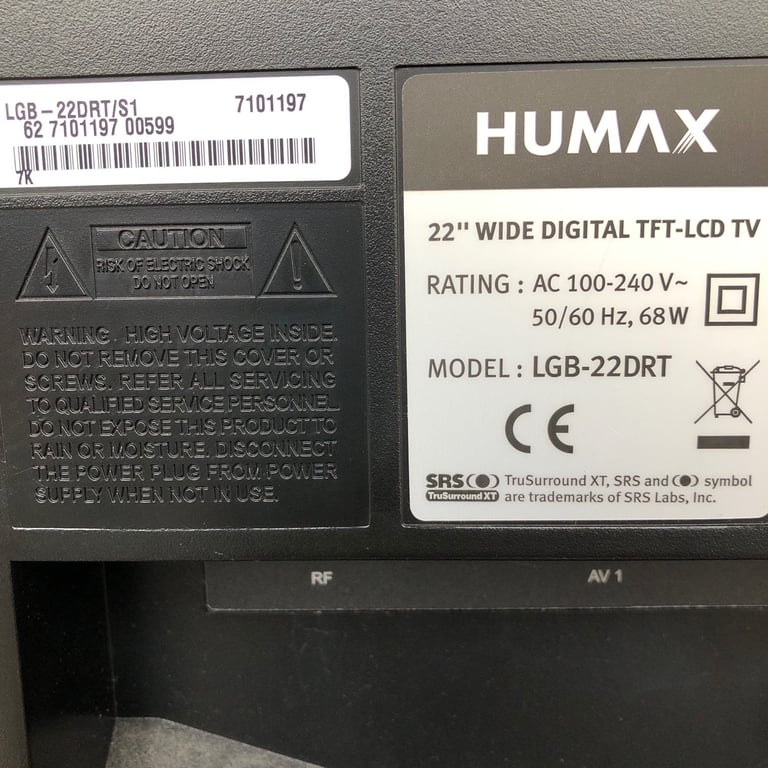 LGB-22DRT/S1 7101197
62 7101197 00599
7K
CAUTION
RISK OF ELECTRIC SHOCK
DO NOT OPEN
WARNING. HIGH VOLTAGE INSIDE.
DO NOT REMOVE THIS COVER OR
SCREWS. REFER ALL SERVICING
TO QUALIFIED SERVICE PERSONNEL.
DO NOT EXPOSE THIS PRODUCT TO
RAIN OR MOISTURE. DISCONNECT
THE POWER PLUG FROM POWER
SUPPLY WHEN NOT IN USE.
HUMAX
22" WIDE DIGITAL TFT-LCD TV
RATING : AC 100-240 V~
50/60 Hz, 68W
MODEL : LGB-22DRT
CE
SRS TruSurround XT, SRS and symbol
TruSurround XT are trademarks of SRS Labs, Inc.
RF AV 1